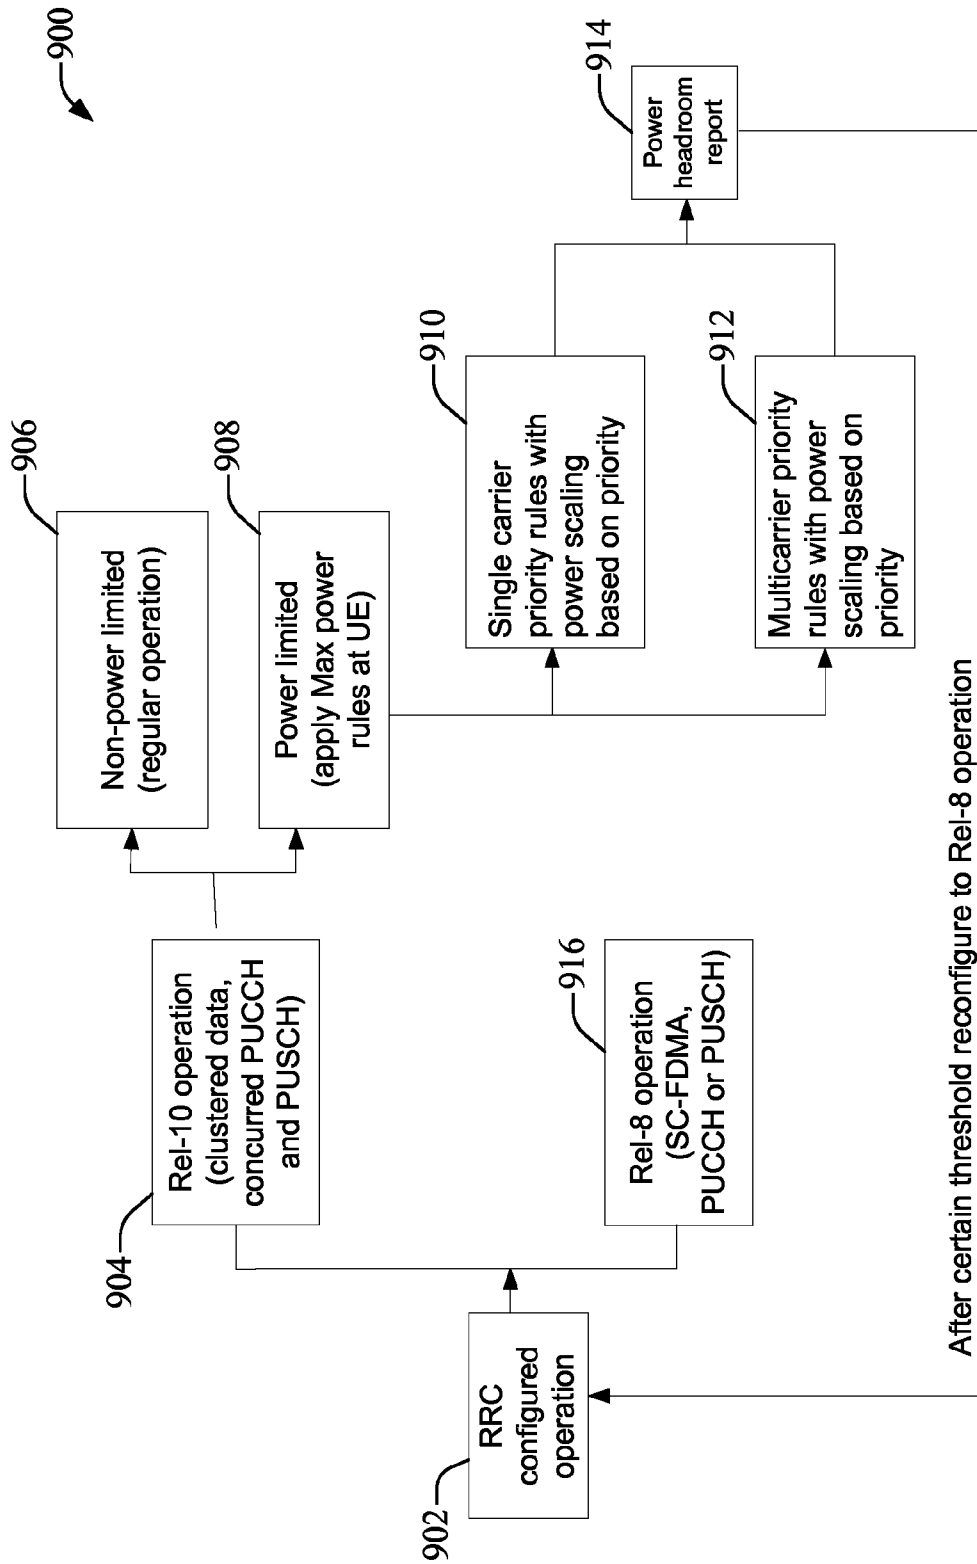 900
902
RRC
configured
operation
904
Rel-10 operation
(clustered data,
concurred PUCCH
and PUSCH)
916
Rel-8 operation
(SC-FDMA,
PUCCH or PUSCH)
906
Non-power limited
(regular operation)
908
Power limited
(apply Max power
rules at UE)
910
Single carrier
priority rules with
power scaling
based on priority
912
Multicarrier priority
rules with power
scaling based on
priority
914
Power
headroom
report
After certain threshold reconfigure to Rel-8 operation